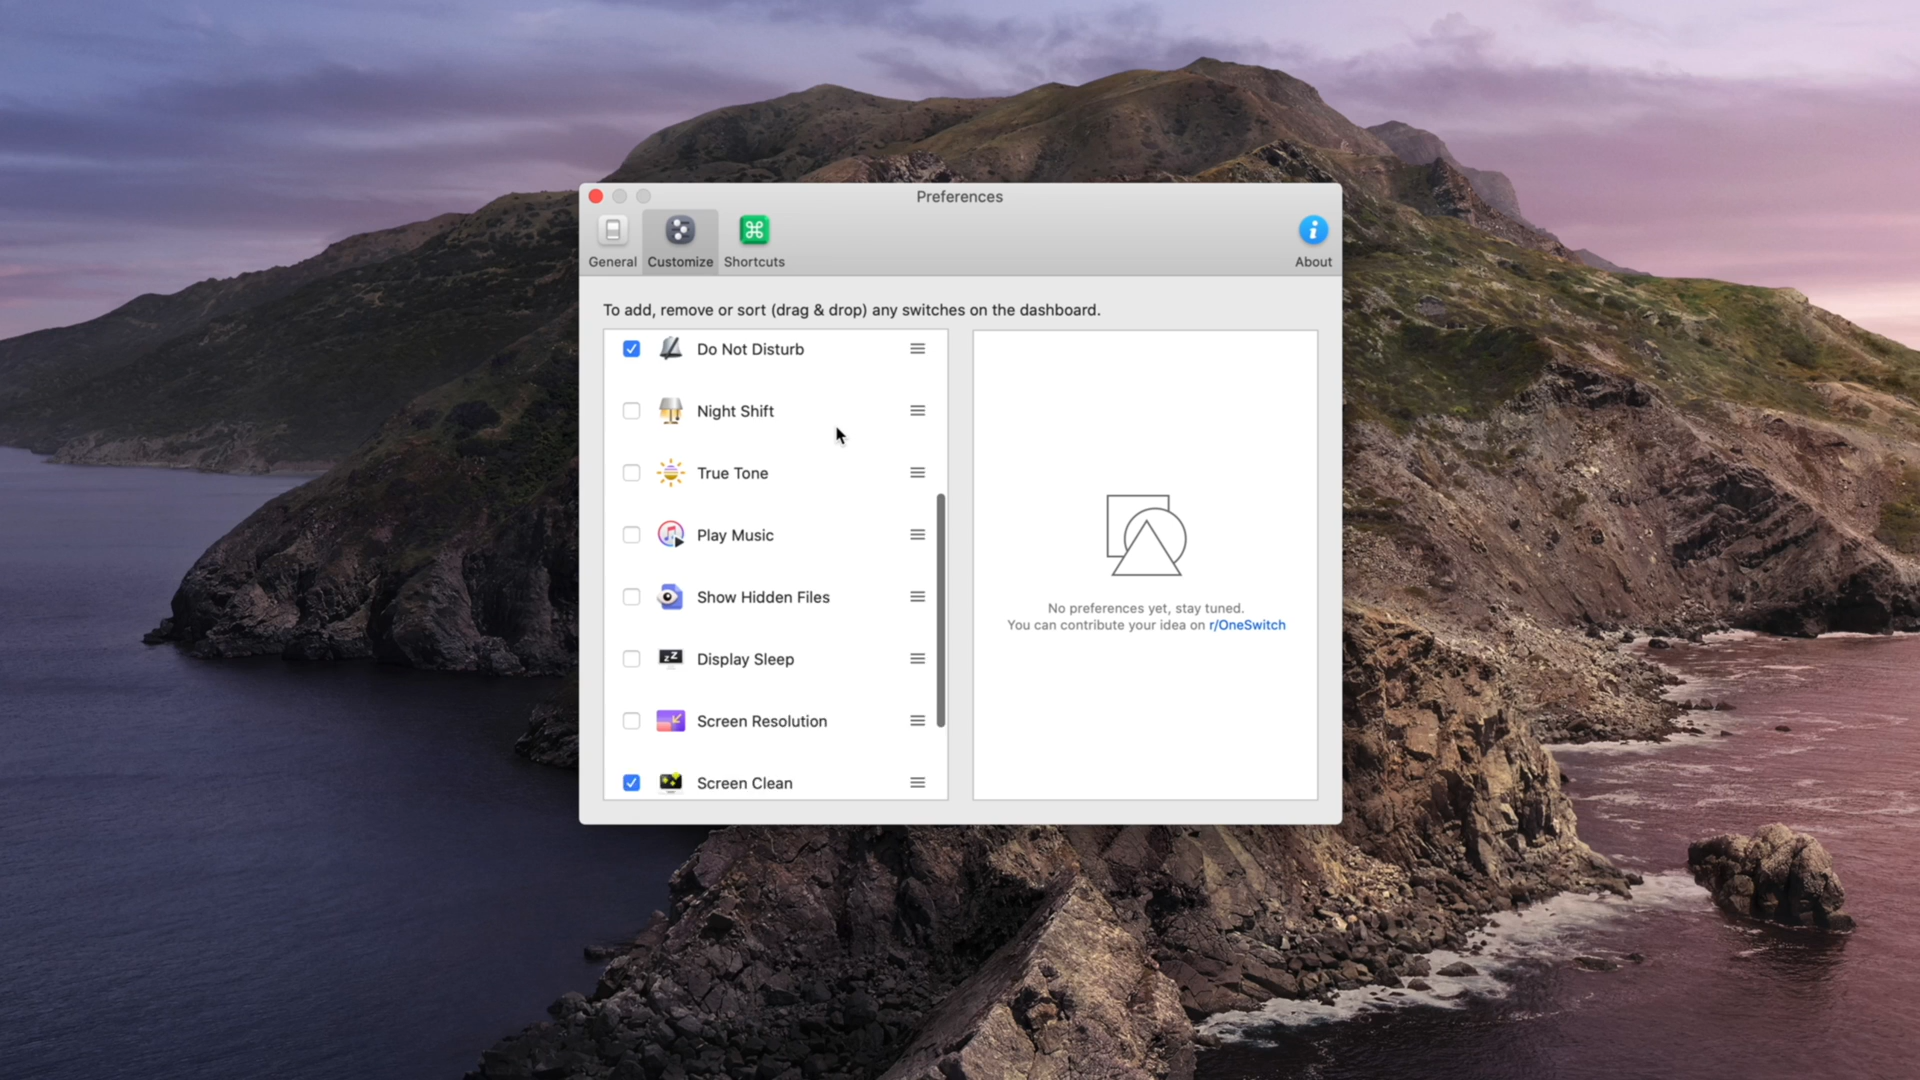 Preferences
General
Customize
Shortcuts
About
To add, remove or sort (drag & drop) any switches on the dashboard.
Do Not Disturb
Night Shift
True Tone
Play Music
Show Hidden Files
zZ
Display Sleep
Screen Resolution
Screen Clean
No preferences yet, stay tuned.
You can contribute your idea on r/OneSwitch